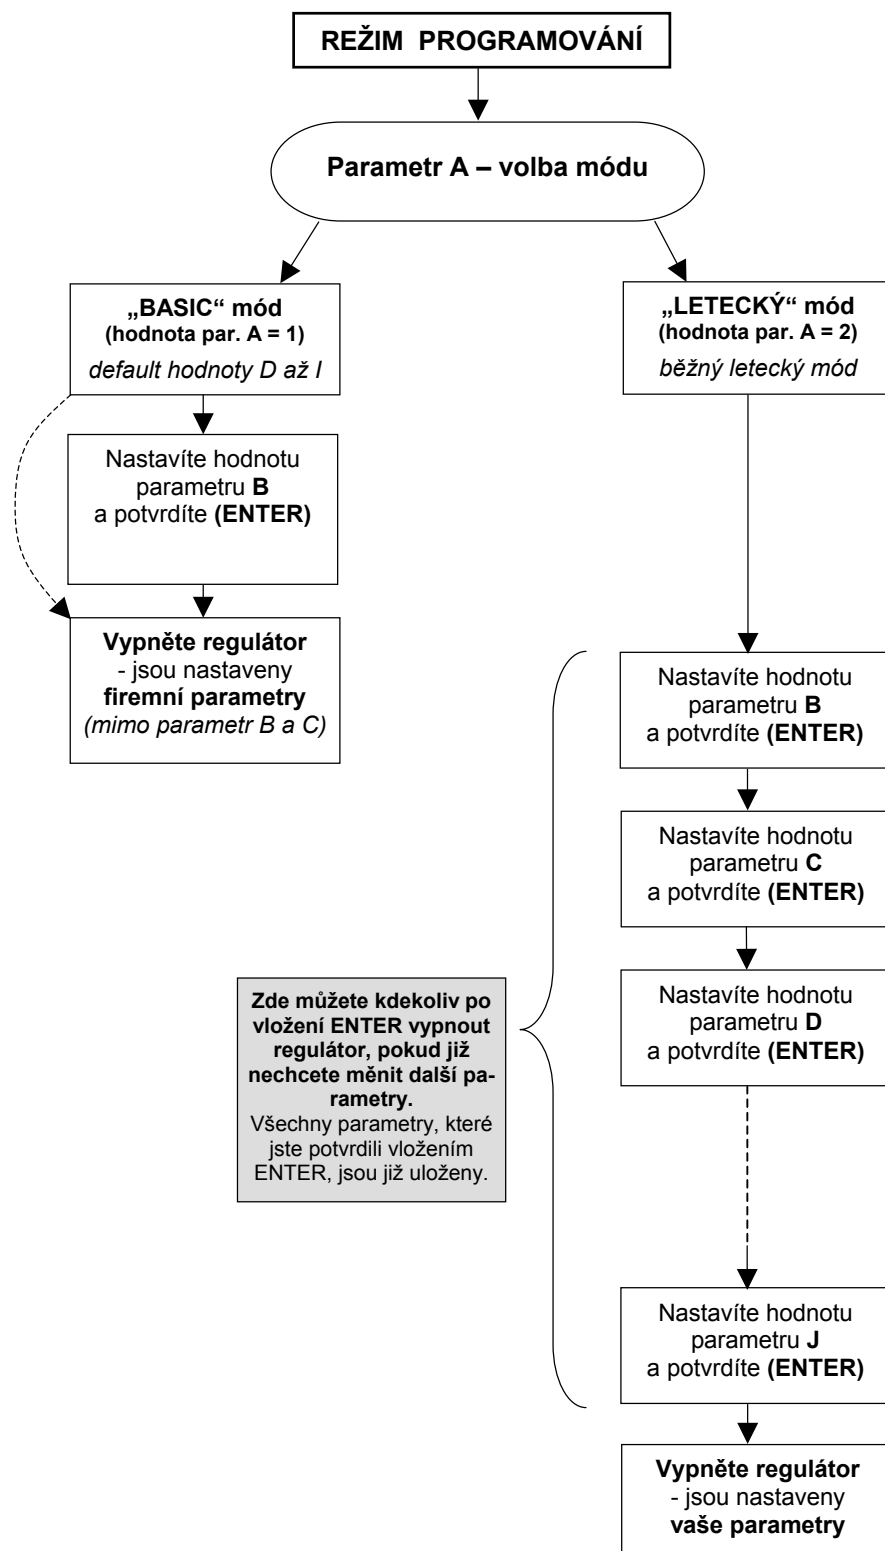 REŽIM PROGRAMOVÁNÍ
Parametr A – volba módu
„BASIC“ mód
(hodnota par. A = 1)
default hodnoty D až I
Nastavíte hodnotu
parametru B
a potvrdíte (ENTER)
Vypněte regulátor
- jsou nastaveny
firemní parametry
(mimo parametr B a C)
„LETECKÝ“ mód
(hodnota par. A = 2)
běžný letecký mód
Nastavíte hodnotu
parametru B
a potvrdíte (ENTER)
Nastavíte hodnotu
parametru C
a potvrdíte (ENTER)
Nastavíte hodnotu
parametru D
a potvrdíte (ENTER)
Zde můžete kdekoliv po
vložení ENTER vypnout
regulátor, pokud již
nechcete měnit další pa-
rametry.
Všechny parametry, které
jste potvrdili vložením
ENTER, jsou již uloženy.
Nastavíte hodnotu
parametru J
a potvrdíte (ENTER)
Vypněte regulátor
- jsou nastaveny
vaše parametry